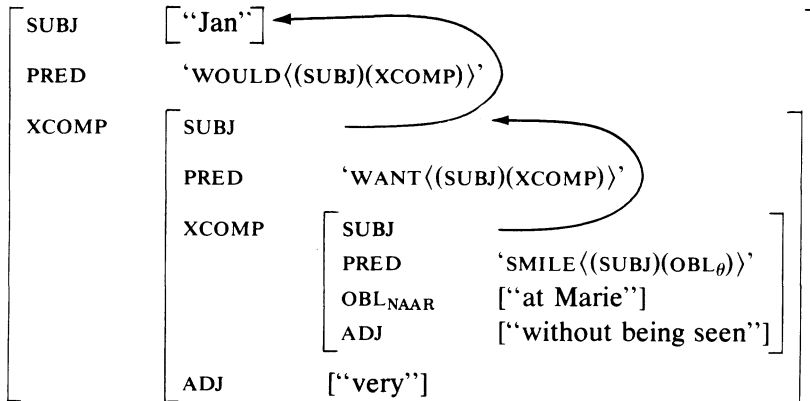 SUBJ [“Jan”]
PRED ‘WOULD⟨(SUBJ)(XCOMP)⟩’
XCOMP SUBJ
PRED ‘WANT⟨(SUBJ)(XCOMP)⟩’
XCOMP SUBJ
PRED ‘SMILE⟨(SUBJ)(OBLθ)⟩’
OBLNAAR [“at Marie”]
ADJ [“without being seen”]
ADJ [“very”]